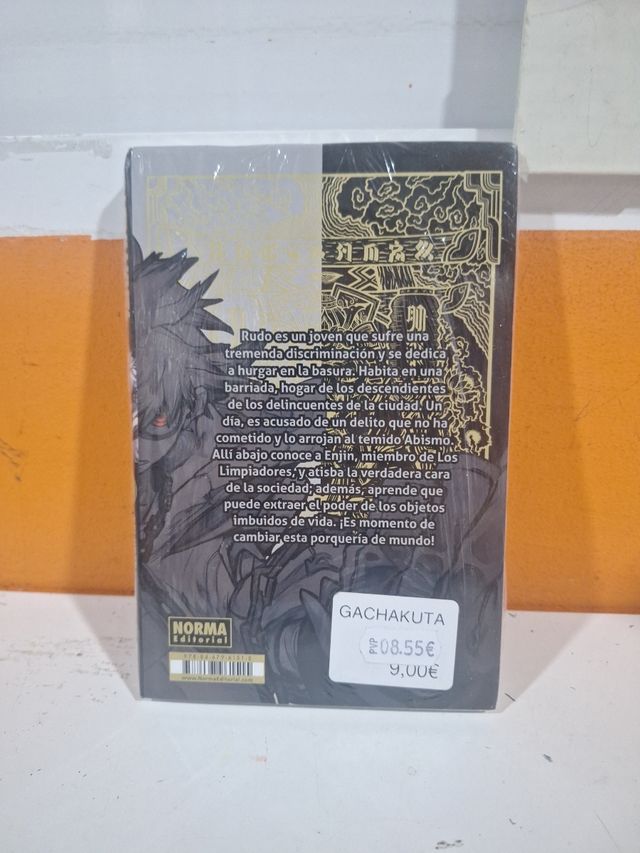 Rudo es un joven que sufre una
tremenda discriminación y se dedica
a hurgar en la basura. Habita en una
barriada, hogar de los descendientes
de los delincuentes de la ciudad. Un
día, es acusado de un delito que no ha
cometido y lo arrojan al temido Abismo.
Allí abajo conoce a Enjin, miembro de Los
Limpiadores, y atisba la verdadera cara
de la sociedad; además, aprende que
puede extraer el poder de los objetos
imbuidos de vida. ¡Es momento de
cambiar esta porquería de mundo!
NORMA
Editorial
www.NormaEditorial.com
GACHAKUTA
PVP 08.55€
9,00€